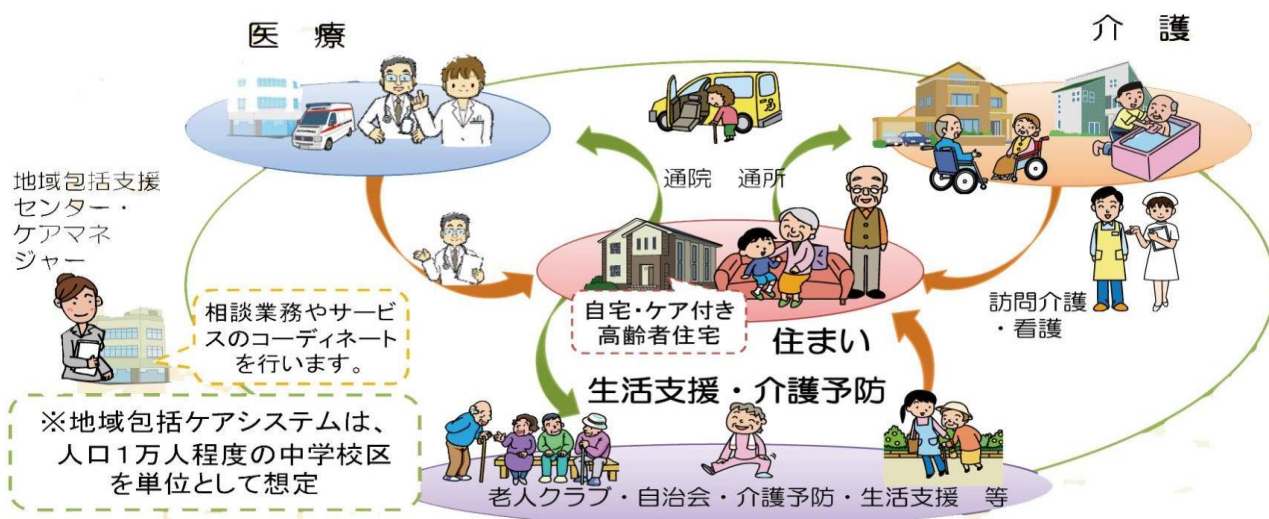 医　療
介　護
通院　通所
地域包括支援
センター・
ケアマネ
ジャー
相談業務やサービ
スのコーディネート
を行います。
自宅・ケア付き
高齢者住宅
住まい
訪問介護
・看護
生活支援・介護予防
※地域包括ケアシステムは、
人口１万人程度の中学校区
を単位として想定
老人クラブ・自治会・介護予防・生活支援　等